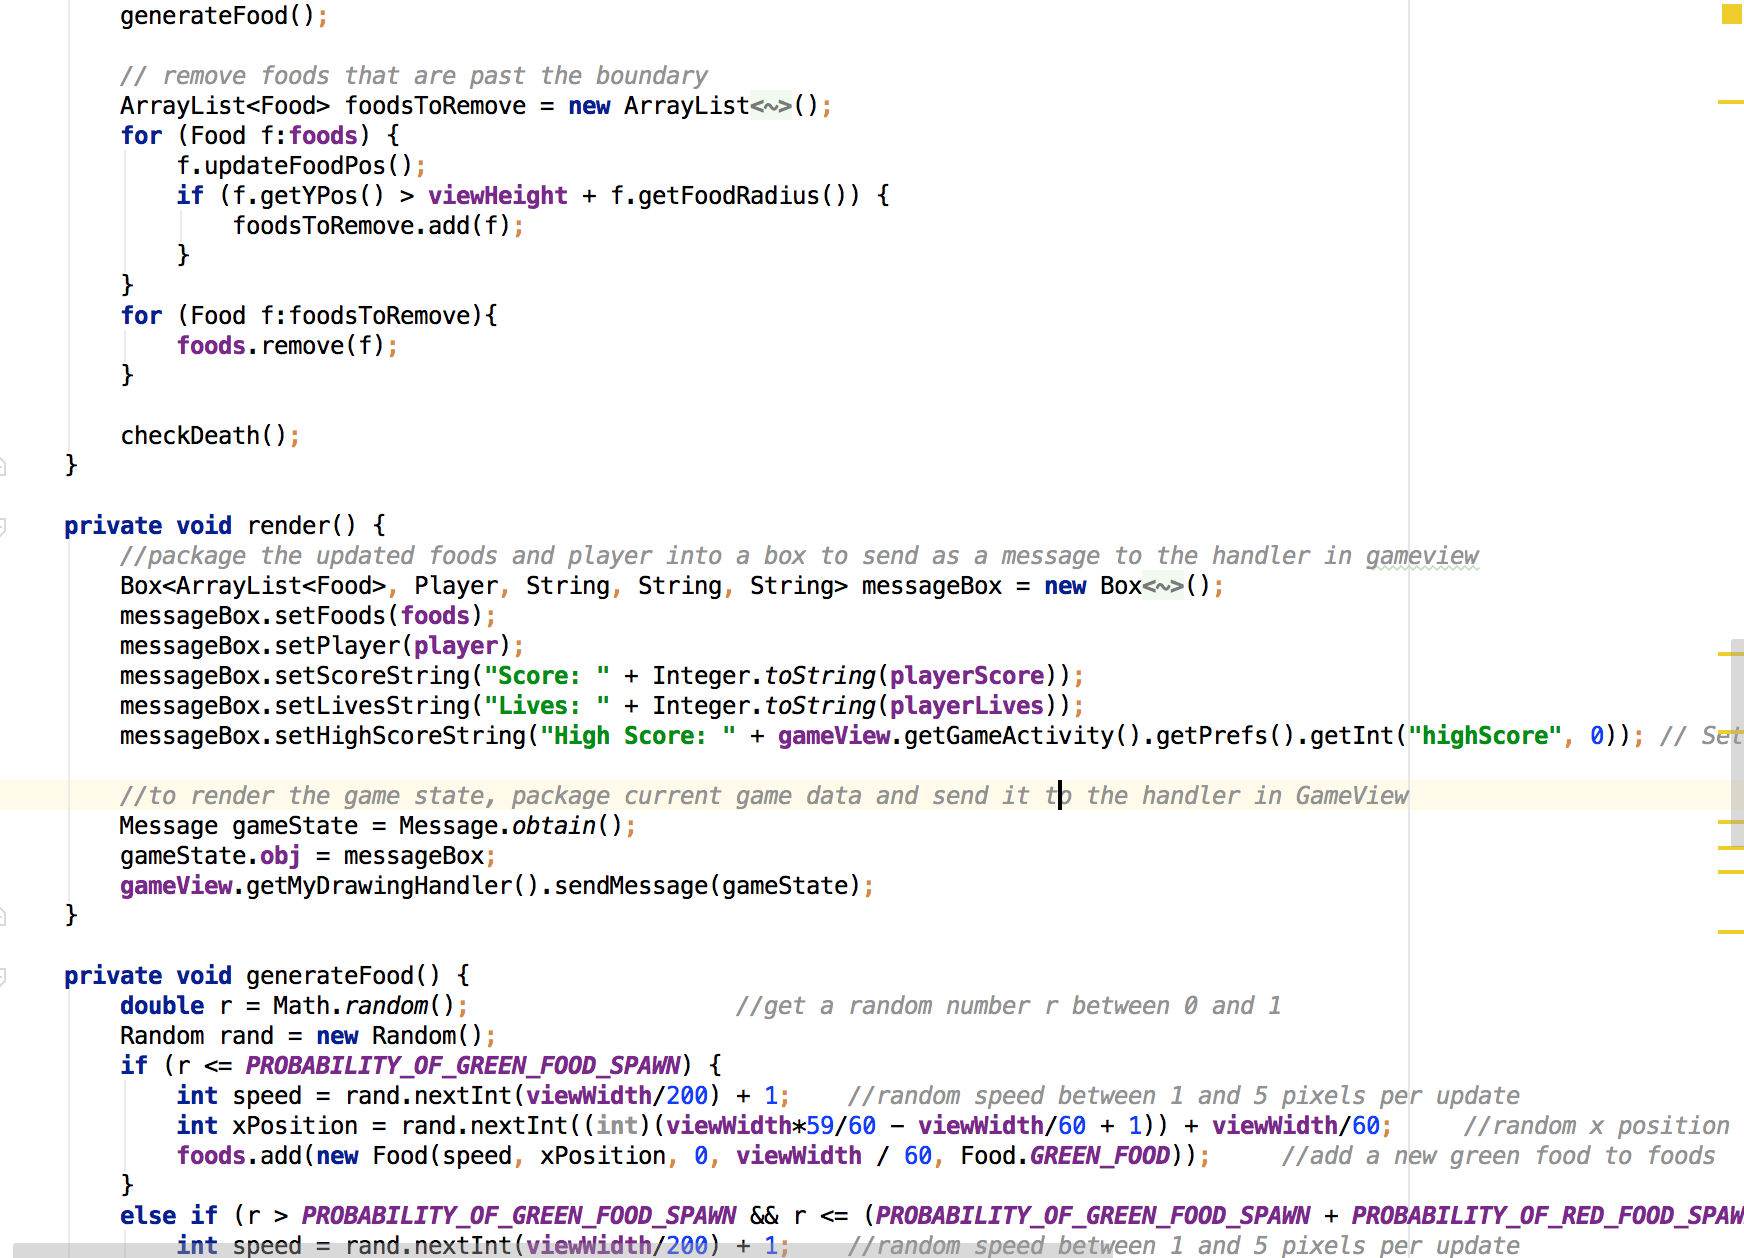 generateFood();
// remove foods that are past the boundary
ArrayList<Food> foodsToRemove = new ArrayList<~>();
for (Food f:foods) {
f.updateFoodPos();
if (f.getYPos() > viewHeight + f.getFoodRadius()) {
foodsToRemove.add(f);
}
}
for (Food f:foodsToRemove){
foods.remove(f);
}
checkDeath();
}
private void render() {
//package the updated foods and player into a box to send as a message to the handler in gameview
Box<ArrayList<Food>, Player, String, String, String> messageBox = new Box<~>();
messageBox.setFoods(foods);
messageBox.setPlayer(player);
messageBox.setScoreString("Score: " + Integer.toString(playerScore));
messageBox.setLivesString("Lives: " + Integer.toString(playerLives));
messageBox.setHighScoreString("High Score: " + gameView.getGameActivity().getPrefs().getInt("highScore", 0)); // Set
//to render the game state, package current game data and send it to the handler in GameView
Message gameState = Message.obtain();
gameState.obj = messageBox;
gameView.getMyDrawingHandler().sendMessage(gameState);
}
private void generateFood() {
double r = Math.random(); //get a random number r between 0 and 1
Random rand = new Random();
if (r <= PROBABILITY_OF_GREEN_FOOD_SPAWN) {
int speed = rand.nextInt(viewWidth/200) + 1; //random speed between 1 and 5 pixels per update
int xPosition = rand.nextInt((int)(viewWidth*59/60 - viewWidth/60 + 1)) + viewWidth/60; //random x position
foods.add(new Food(speed, xPosition, 0, viewWidth / 60, Food.GREEN_FOOD)); //add a new green food to foods
}
else if (r > PROBABILITY_OF_GREEN_FOOD_SPAWN && r <= (PROBABILITY_OF_GREEN_FOOD_SPAWN + PROBABILITY_OF_RED_FOOD_SPAW
int speed = rand.nextInt(viewWidth/200) + 1; //random speed between 1 and 5 pixels per update